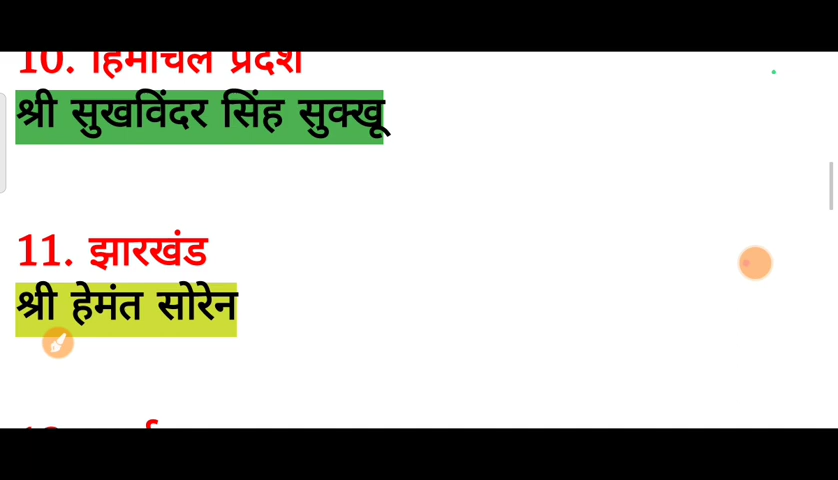 10. हिमाचल प्रदेश
श्री सुखविंदर सिंह सुक्खू
11. झारखंड
श्री हेमंत सोरेन